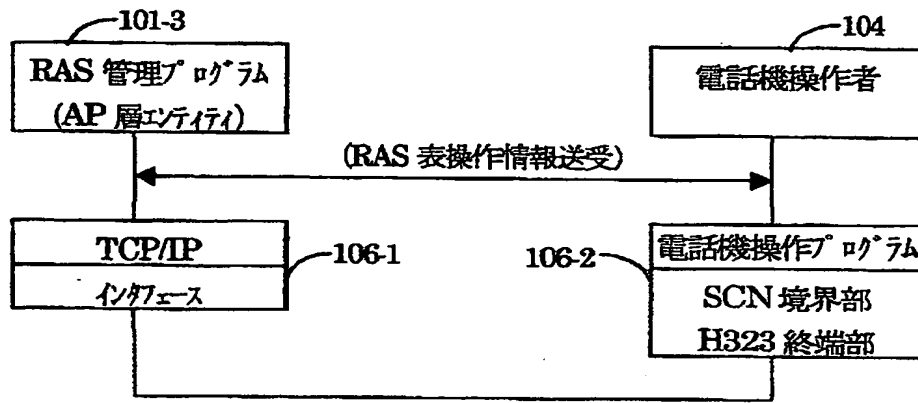 101-3
104
RAS 管理プログラム
(AP 層エンティティ)
電話機操作者
(RAS 表操作情報送受)
TCP/IP
インタフェース
106-1
106-2
電話機操作プログラム
SCN 境界部
H323 終端部